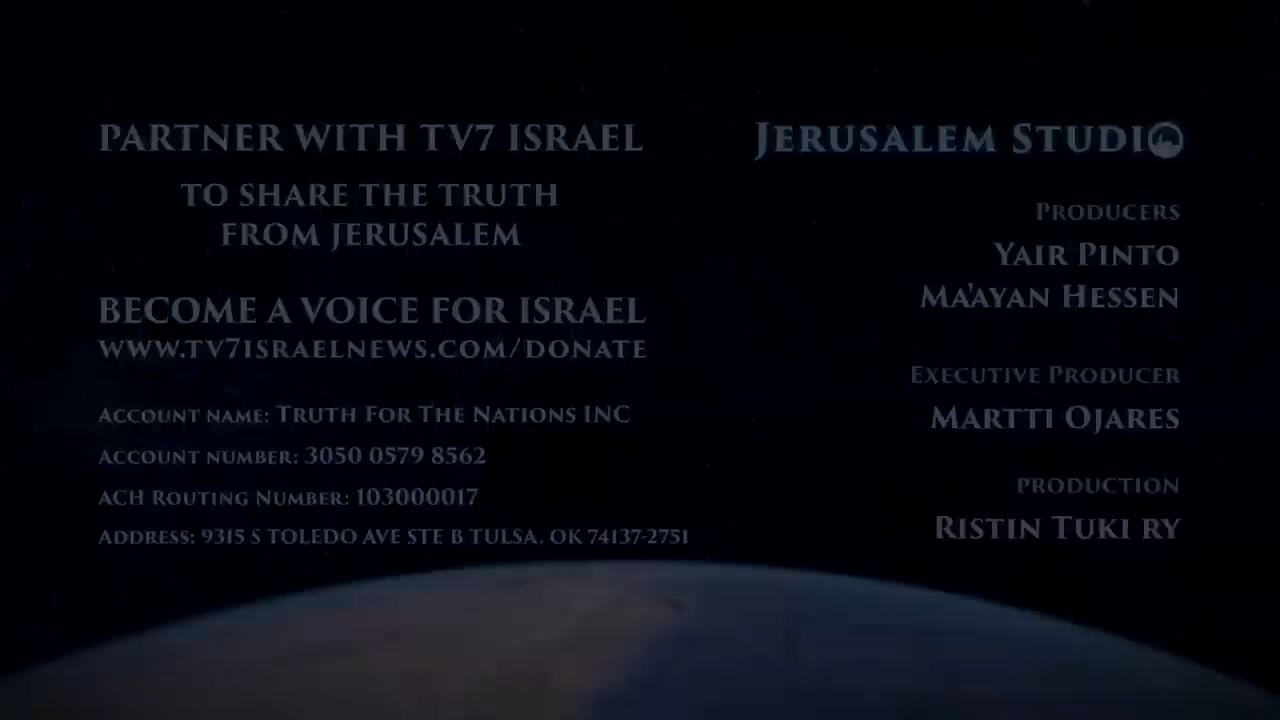 PARTNER WITH TV7 ISRAEL
TO SHARE THE TRUTH
FROM JERUSALEM
BECOME A VOICE FOR ISRAEL
WWW.TV7ISRAELNEWS.COM/DONATE
ACCOUNT NAME: TRUTH FOR THE NATIONS INC
ACCOUNT NUMBER: 3050 0579 8562
ACH ROUTING NUMBER: 103000017
ADDRESS: 9315 S TOLEDO AVE STE B TULSA, OK 74137-2751
JERUSALEM STUDIO
PRODUCERS
YAIR PINTO
MA'AYAN HESSEN
EXECUTIVE PRODUCER
MARTTI OJARES
PRODUCTION
RISTIN TUKI RY